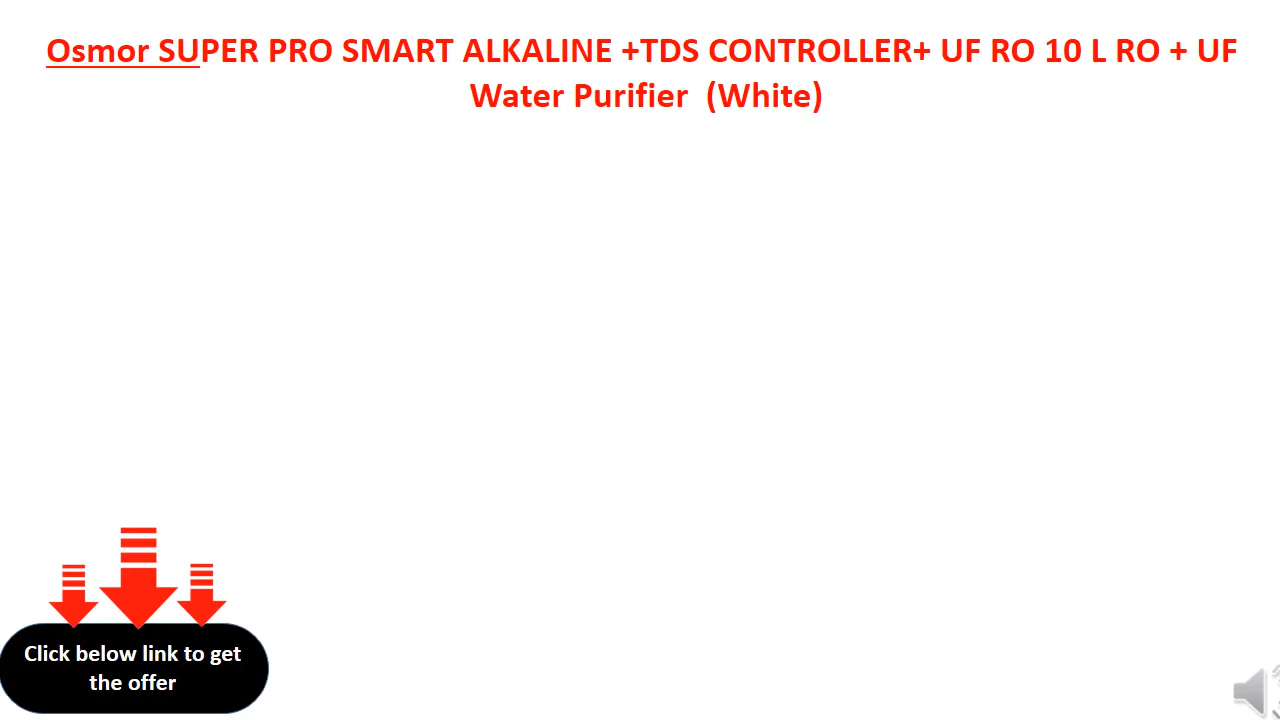 Osmor SUPER PRO SMART ALKALINE +TDS CONTROLLER+ UF RO 10 L RO + UF
Water Purifier  (White)
Click below link to get
the offer